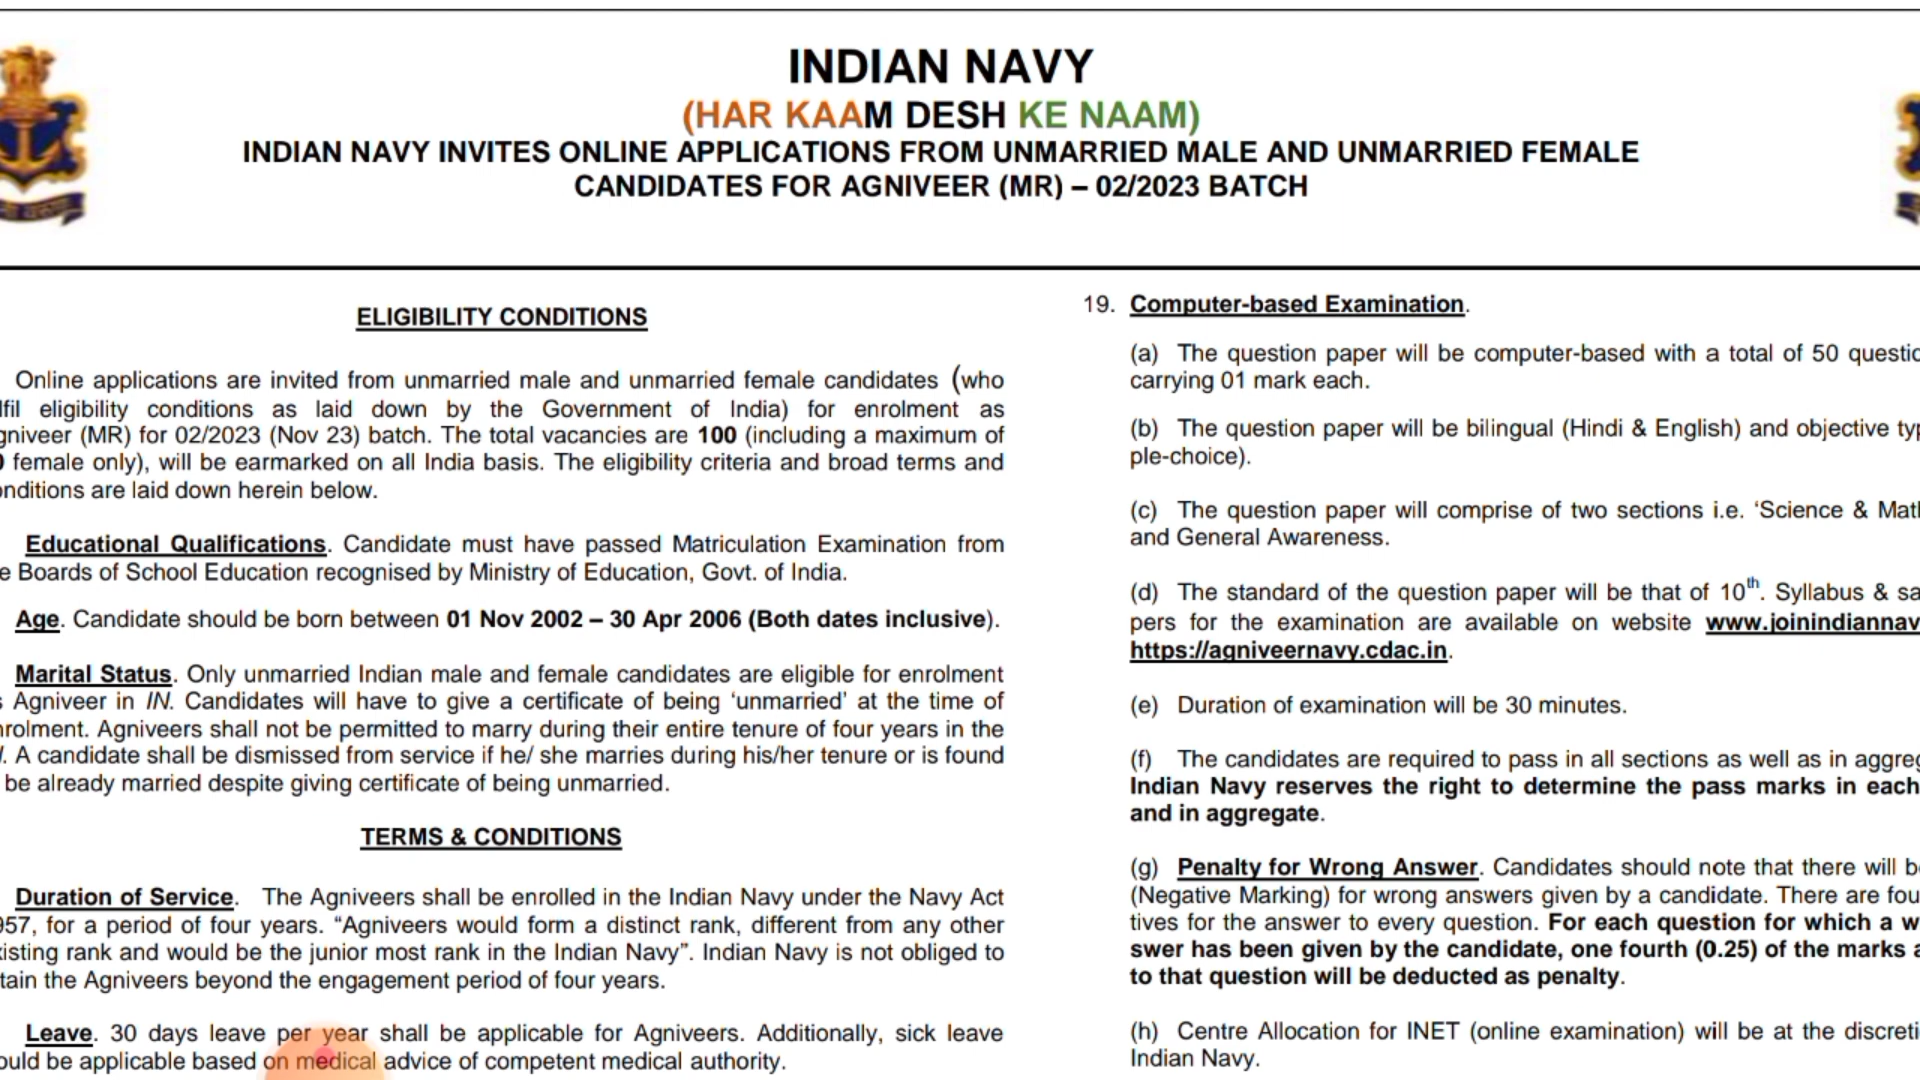 INDIAN NAVY
(HAR KAAM DESH KE NAAM)
INDIAN NAVY INVITES ONLINE APPLICATIONS FROM UNMARRIED MALE AND UNMARRIED FEMALE
CANDIDATES FOR AGNIVEER (MR) – 02/2023 BATCH
ELIGIBILITY CONDITIONS
Online applications are invited from unmarried male and unmarried female candidates (who
lfil eligibility conditions as laid down by the Government of India) for enrolment as
gniveer (MR) for 02/2023 (Nov 23) batch. The total vacancies are 100 (including a maximum of
female only), will be earmarked on all India basis. The eligibility criteria and broad terms and
onditions are laid down herein below.
Educational Qualifications. Candidate must have passed Matriculation Examination from
e Boards of School Education recognised by Ministry of Education, Govt. of India.
Age. Candidate should be born between 01 Nov 2002 – 30 Apr 2006 (Both dates inclusive).
Marital Status. Only unmarried Indian male and female candidates are eligible for enrolment
s Agniveer in IN. Candidates will have to give a certificate of being ‘unmarried’ at the time of
nrolment. Agniveers shall not be permitted to marry during their entire tenure of four years in the
. A candidate shall be dismissed from service if he/ she marries during his/her tenure or is found
be already married despite giving certificate of being unmarried.
TERMS & CONDITIONS
Duration of Service. The Agniveers shall be enrolled in the Indian Navy under the Navy Act
957, for a period of four years. “Agniveers would form a distinct rank, different from any other
xisting rank and would be the junior most rank in the Indian Navy”. Indian Navy is not obliged to
tain the Agniveers beyond the engagement period of four years.
Leave. 30 days leave per year shall be applicable for Agniveers. Additionally, sick leave
ould be applicable based on medical advice of competent medical authority.
19. Computer-based Examination.
(a) The question paper will be computer-based with a total of 50 questio
carrying 01 mark each.
(b) The question paper will be bilingual (Hindi & English) and objective typ
ple-choice).
(c) The question paper will comprise of two sections i.e. ‘Science & Mat
and General Awareness.
(d) The standard of the question paper will be that of 10th. Syllabus & sa
pers for the examination are available on website www.joinindiannav
https://agniveernavy.cdac.in.
(e) Duration of examination will be 30 minutes.
(f) The candidates are required to pass in all sections as well as in aggreg
Indian Navy reserves the right to determine the pass marks in each
and in aggregate.
(g) Penalty for Wrong Answer. Candidates should note that there will be
(Negative Marking) for wrong answers given by a candidate. There are fou
tives for the answer to every question. For each question for which a w
swer has been given by the candidate, one fourth (0.25) of the marks a
to that question will be deducted as penalty.
(h) Centre Allocation for INET (online examination) will be at the discreti
Indian Navy.